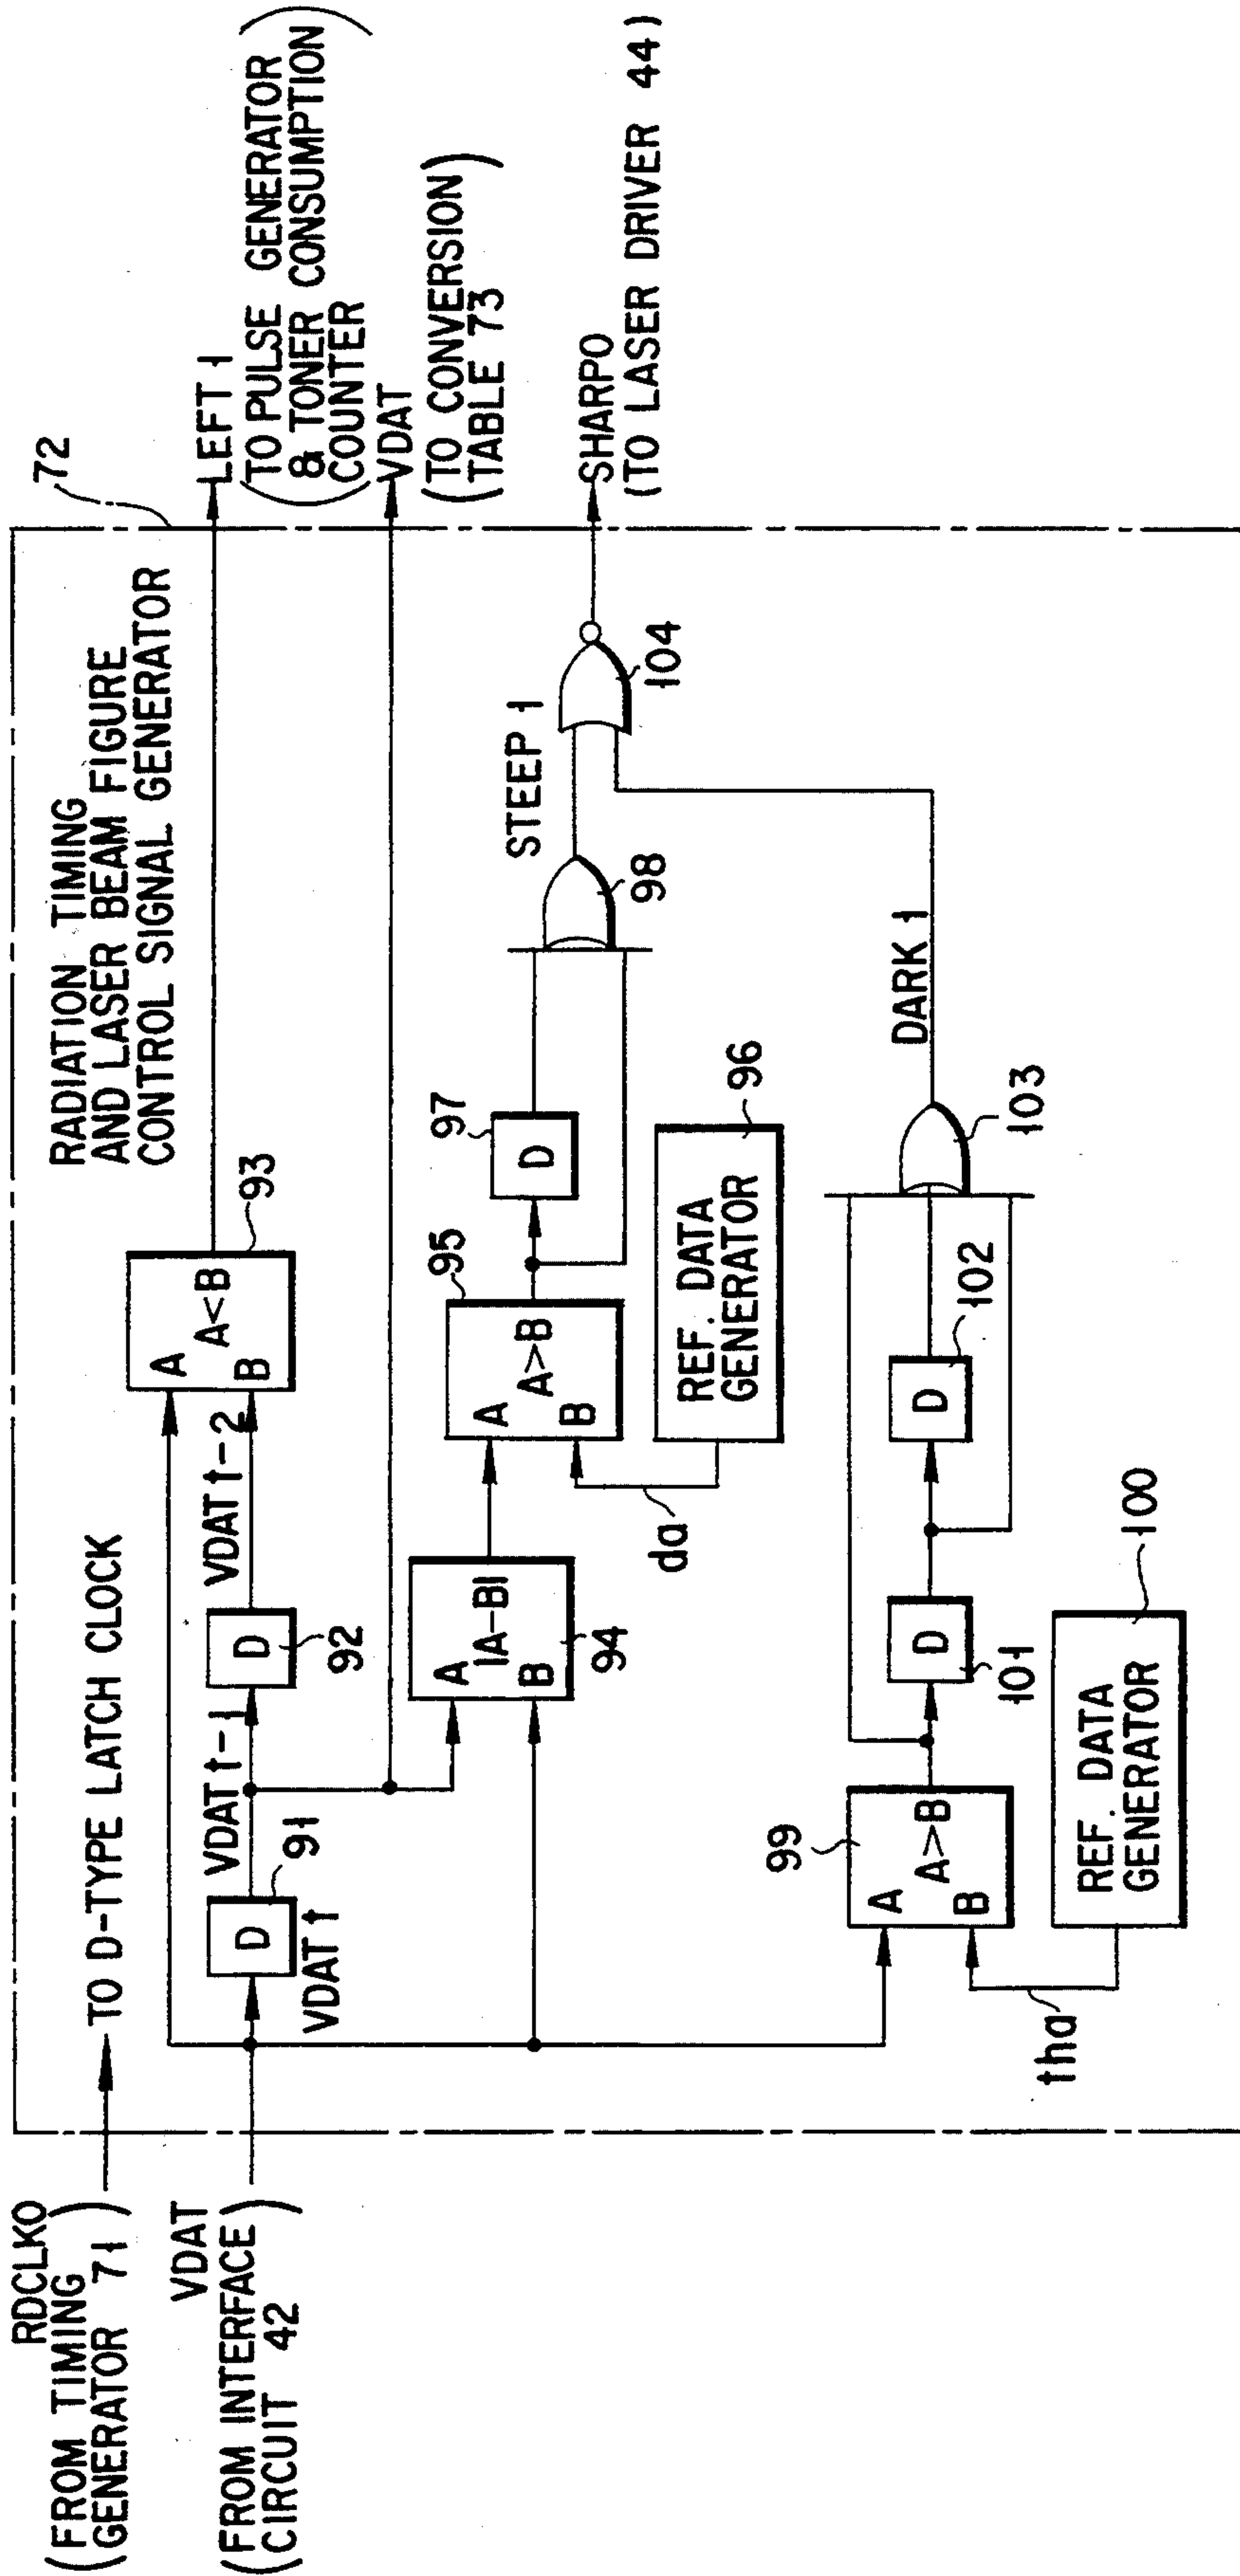 RDCLK0
(FROM TIMING
GENERATOR 71)
TO D-TYPE LATCH CLOCK
VDAT
(FROM INTERFACE
CIRCUIT 42)
RADIATION TIMING
AND LASER BEAM FIGURE
CONTROL SIGNAL GENERATOR
72
LEFT 1
(TO PULSE GENERATOR
& TONER CONSUMPTION
COUNTER)
VDAT
(TO CONVERSION
TABLE 73)
SHARP0
(TO LASER DRIVER 44)
VDAT t
D
91
VDAT t-1
D
92
VDAT t-2
A
A<B
B
93
A
|A-B|
B
94
A
A>B
B
95
da
REF. DATA
GENERATOR
96
D
97
98
STEEP 1
104
A
A>B
B
99
tha
REF. DATA
GENERATOR
100
D
101
D
102
103
DARK 1